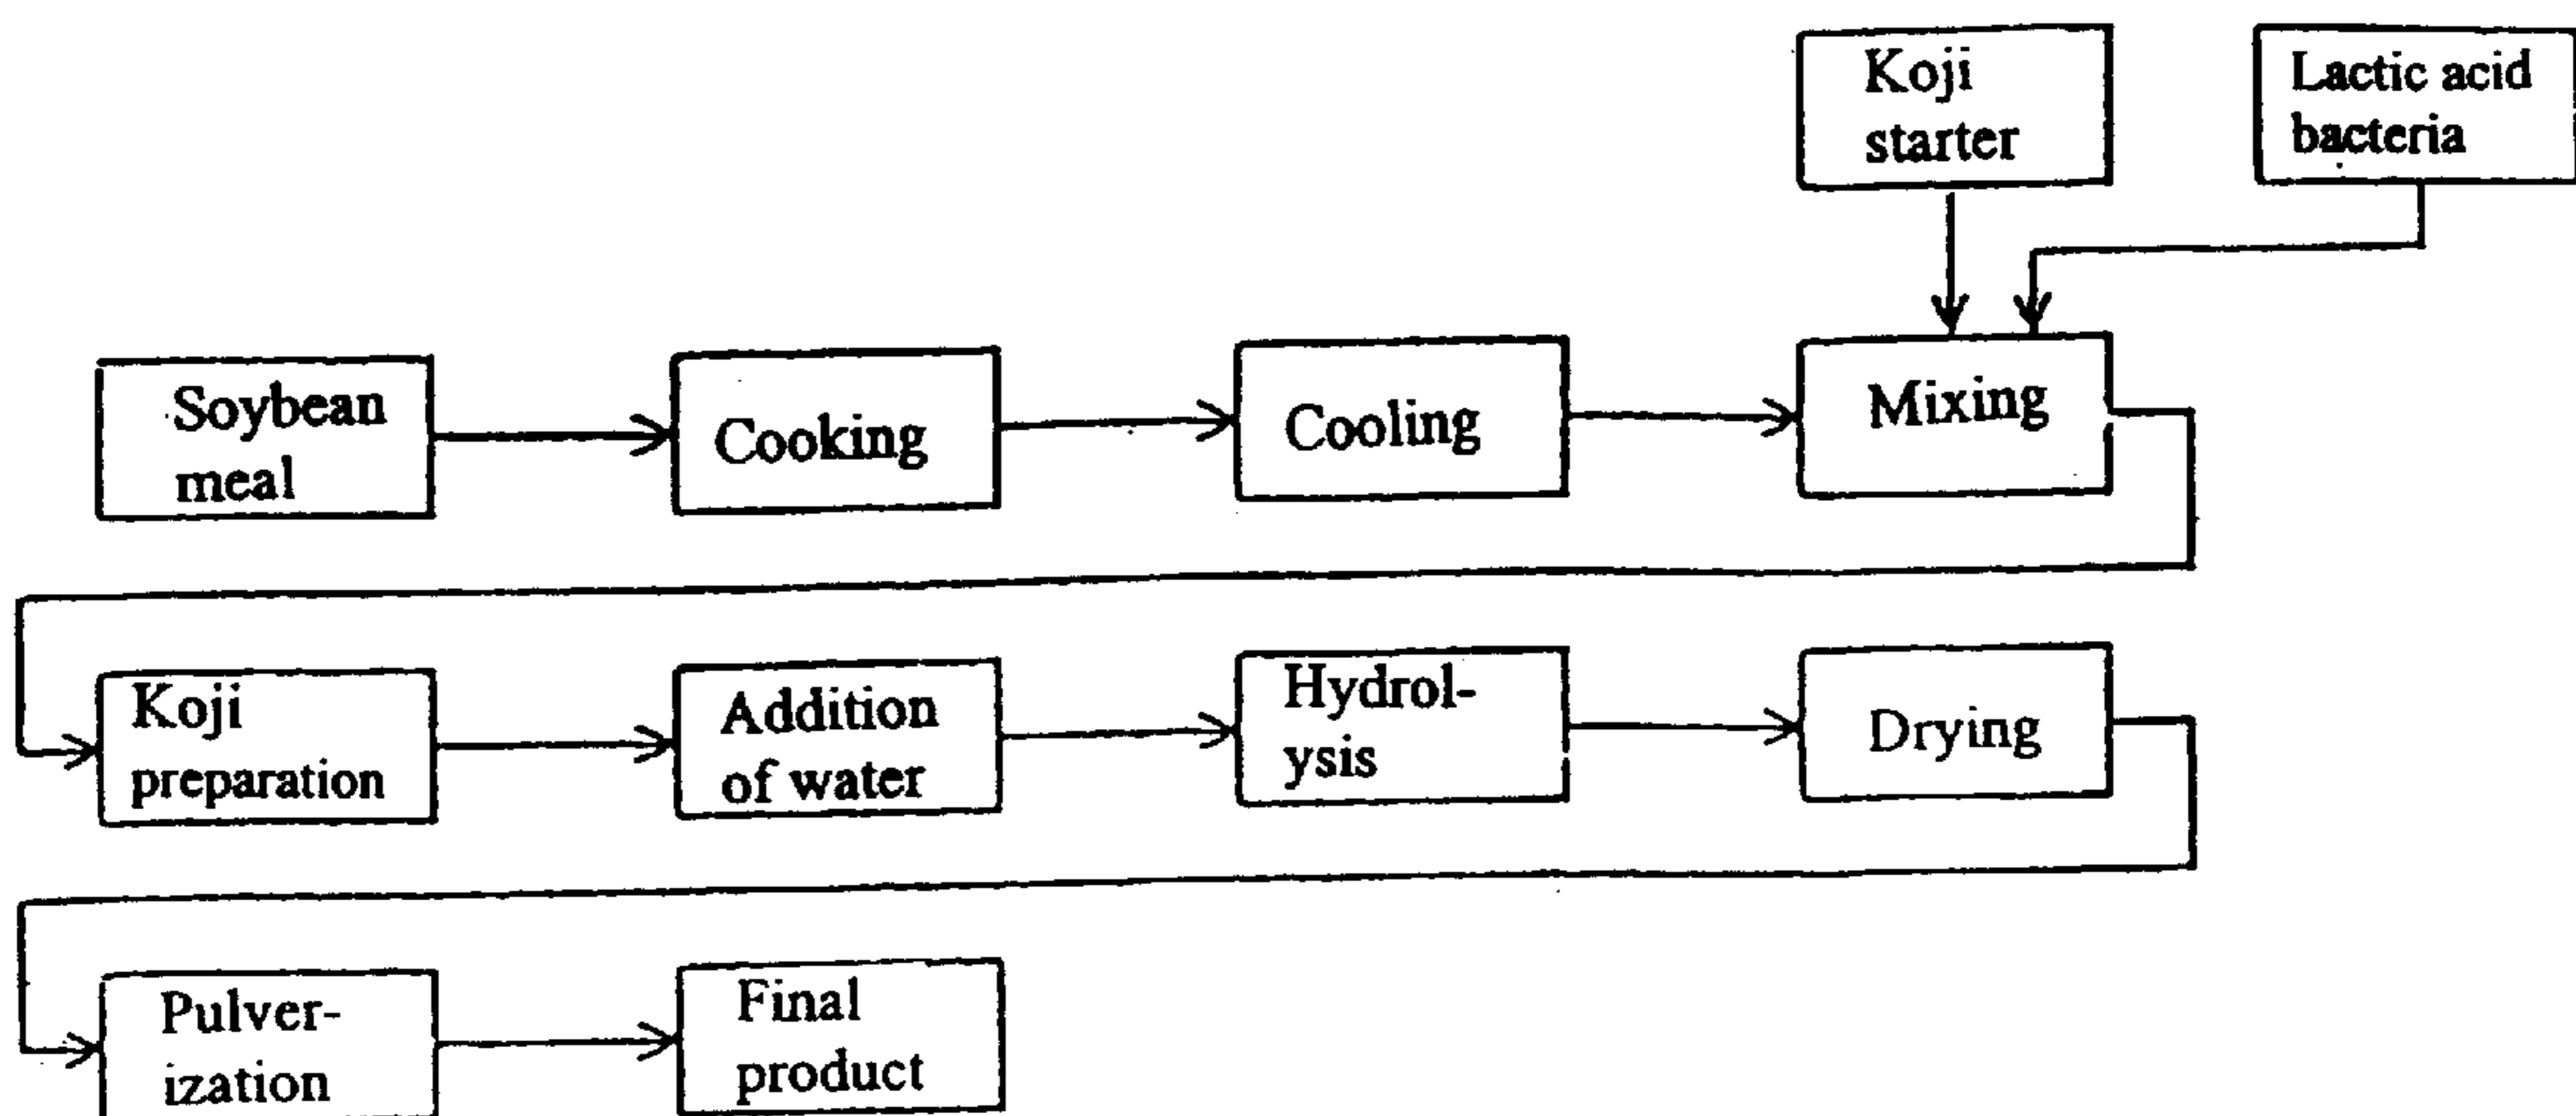 Koji
starter
Lactic acid
bacteria
Soybean
meal
Cooking
Cooling
Mixing
Koji
preparation
Addition
of water
Hydrol-
ysis
Drying
Pulver-
ization
Final
product